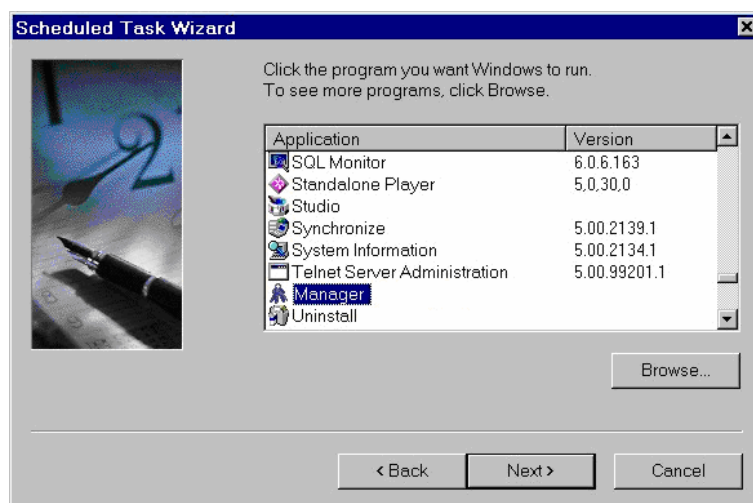 Scheduled Task Wizard
Click the program you want Windows to run.
To see more programs, click Browse.
Application Version
SQL Monitor 6.0.6.163
Standalone Player 5,0,30,0
Studio
Synchronize 5.00.2139.1
System Information 5.00.2134.1
Telnet Server Administration 5.00.99201.1
Manager
Uninstall
Browse...
< Back Next > Cancel